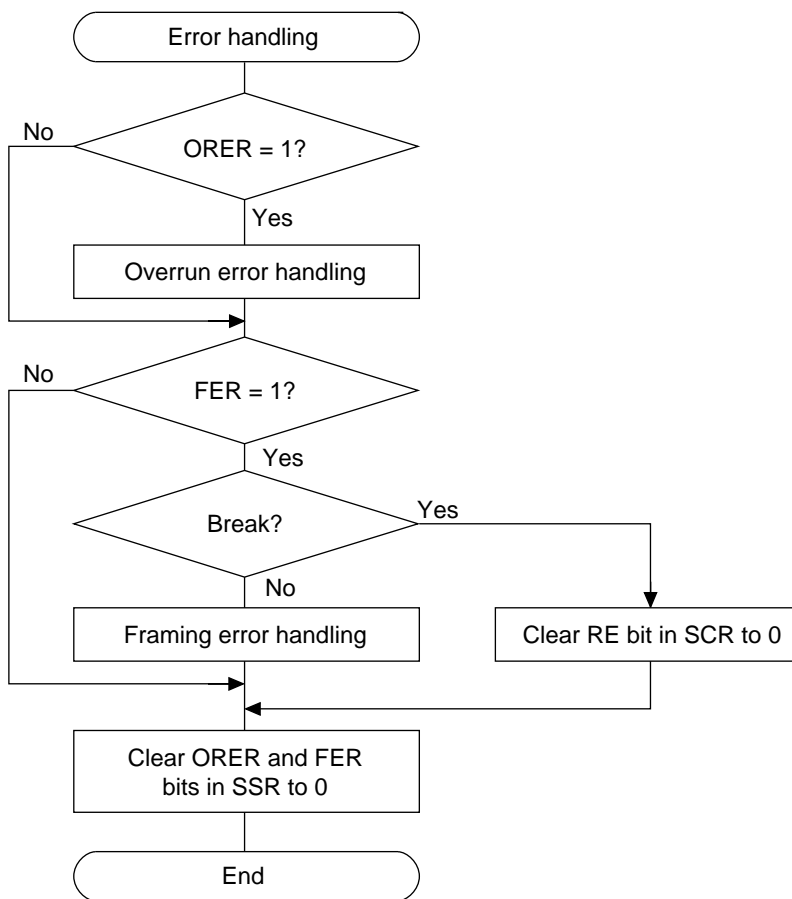 Error handling
No
ORER = 1?
Yes
Overrun error handling
No
FER = 1?
Yes
Break?
Yes
No
Framing error handling
Clear RE bit in SCR to 0
Clear ORER and FER
bits in SSR to 0
End